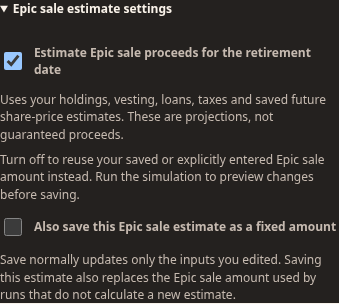 ▼ Epic sale estimate settings
Estimate Epic sale proceeds for the retirement
date
Uses your holdings, vesting, loans, taxes and saved future
share-price estimates. These are projections, not
guaranteed proceeds.
Turn off to reuse your saved or explicitly entered Epic sale
amount instead. Run the simulation to preview changes
before saving.
Also save this Epic sale estimate as a fixed amount
Save normally updates only the inputs you edited. Saving
this estimate also replaces the Epic sale amount used by
runs that do not calculate a new estimate.